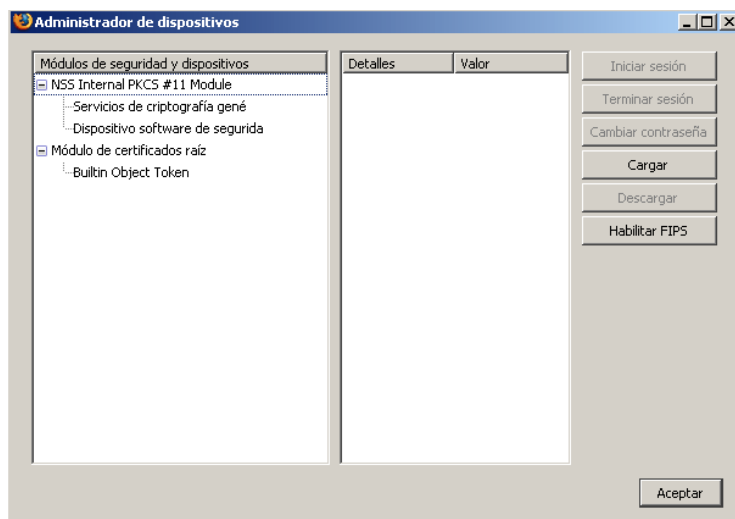 Administrador de dispositivos
Módulos de seguridad y dispositivos
NSS Internal PKCS #11 Module
Servicios de criptografía gené
Dispositivo software de segurida
Módulo de certificados raíz
Builtin Object Token
Detalles
Valor
Iniciar sesión
Terminar sesión
Cambiar contraseña
Cargar
Descargar
Habilitar FIPS
Aceptar